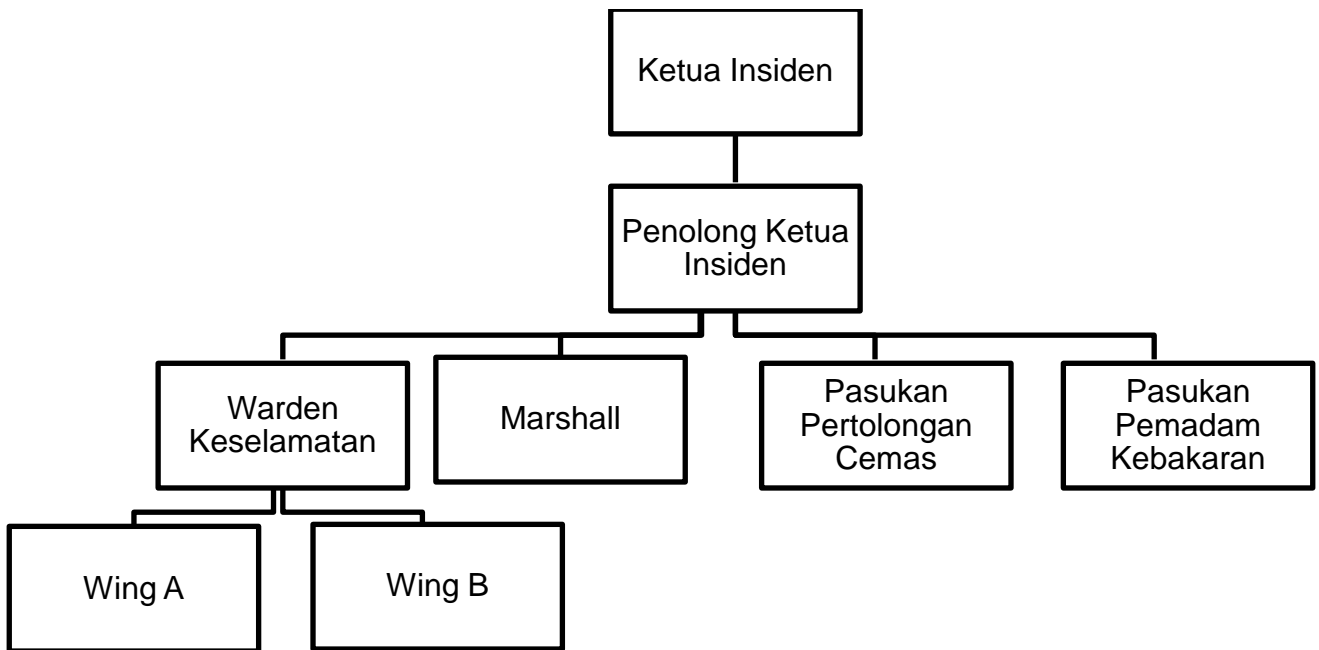 Ketua Insiden
Penolong Ketua
Insiden
Warden
Keselamatan
Marshall
Pasukan
Pertolongan
Cemas
Pasukan
Pemadam
Kebakaran
Wing A
Wing B